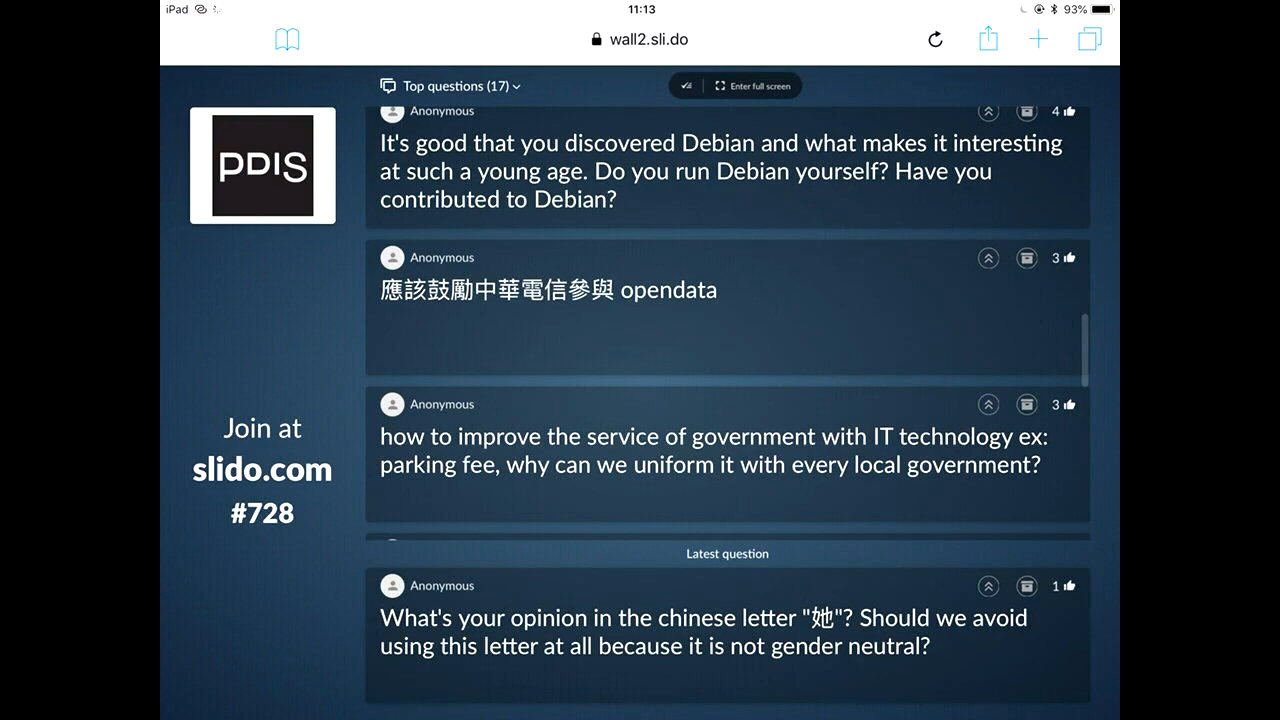 iPad
11:13
93%
wall2.sli.do
Top questions (17)
Enter full screen
PDIS
Join at
slido.com
#728
Anonymous
4
It's good that you discovered Debian and what makes it interesting
at such a young age. Do you run Debian yourself? Have you
contributed to Debian?
Anonymous
3
應該鼓勵中華電信參與 opendata
Anonymous
3
how to improve the service of government with IT technology ex:
parking fee, why can we uniform it with every local government?
Latest question
Anonymous
1
What's your opinion in the chinese letter "她"? Should we avoid
using this letter at all because it is not gender neutral?